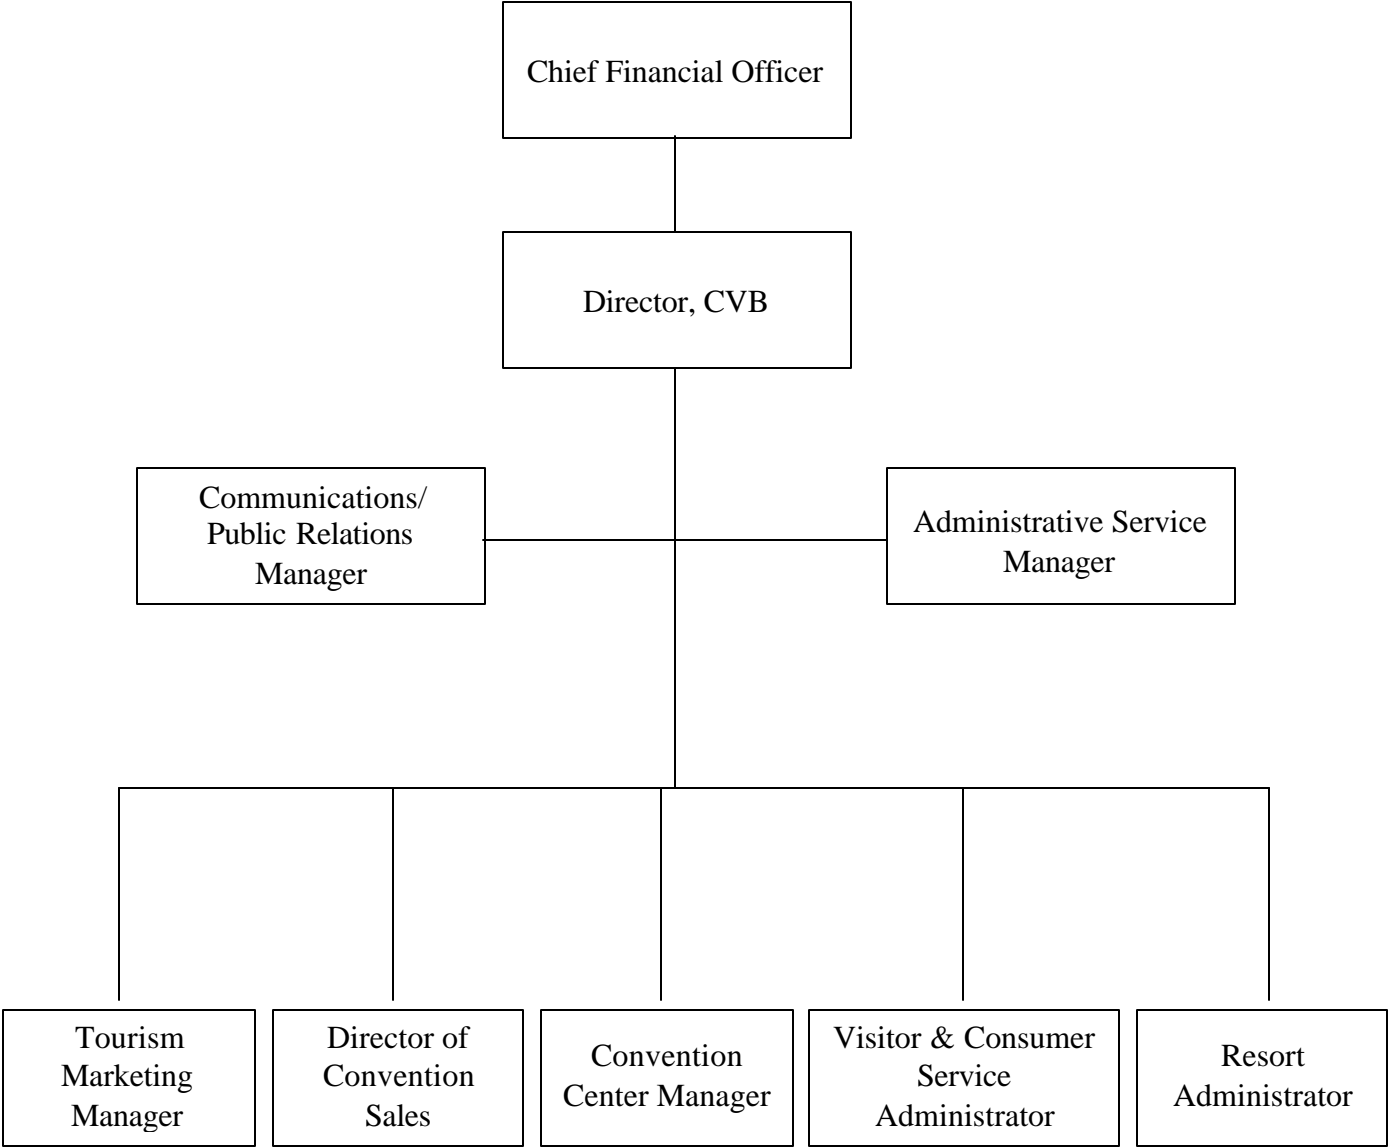 Chief Financial Officer
Director, CVB
Communications/
Public Relations
Manager
Administrative Service
Manager
Tourism
Marketing
Manager
Director of
Convention
Sales
Convention
Center Manager
Visitor & Consumer
Service
Administrator
Resort
Administrator